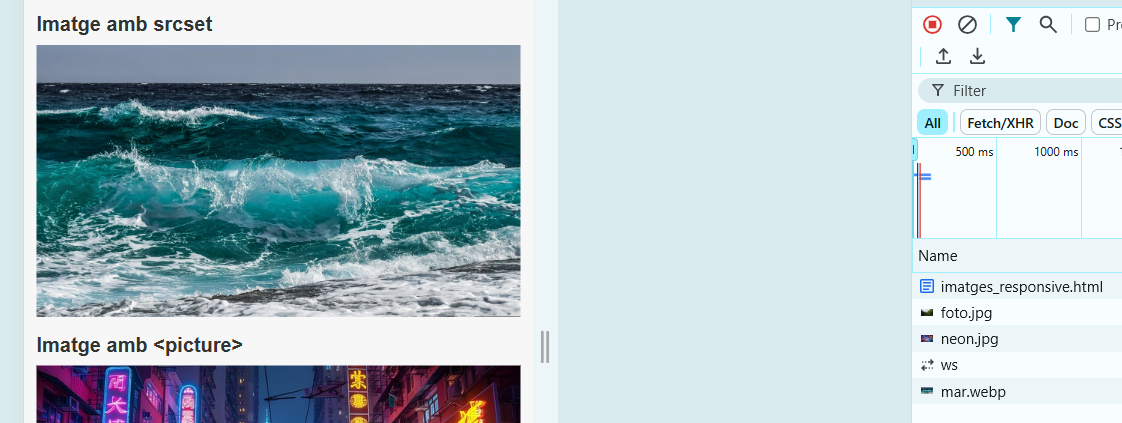 Imatge amb srcset
Imatge amb <picture>
Pre
Filter
All
Fetch/XHR
Doc
CSS
500 ms
1000 ms
Name
imatges_responsive.html
foto.jpg
neon.jpg
ws
mar.webp